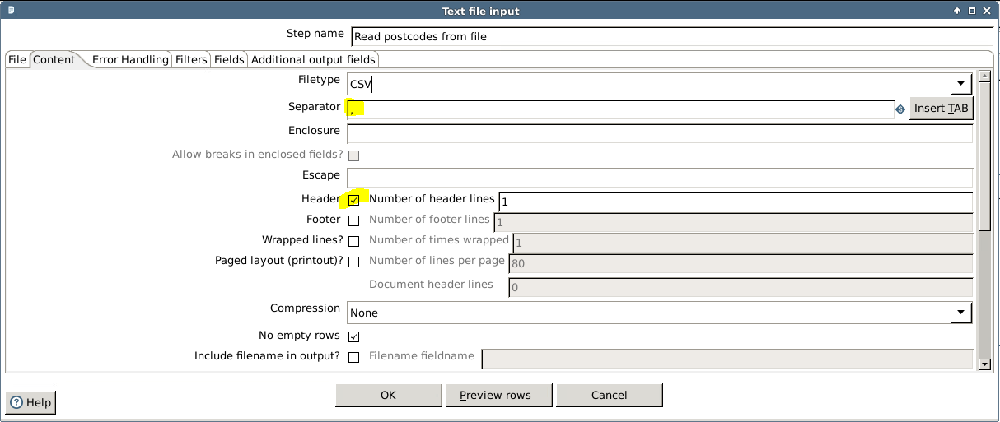 Text file input
Step name Read postcodes from file
File Content Error Handling Filters Fields Additional output fields
Filetype CSV
Separator , Insert TAB
Enclosure
Allow breaks in enclosed fields?
Escape
Header Number of header lines 1
Footer Number of footer lines 1
Wrapped lines? Number of times wrapped 1
Paged layout (printout)? Number of lines per page 80
Document header lines 0
Compression None
No empty rows
Include filename in output? Filename fieldname
OK Preview rows Cancel
Help